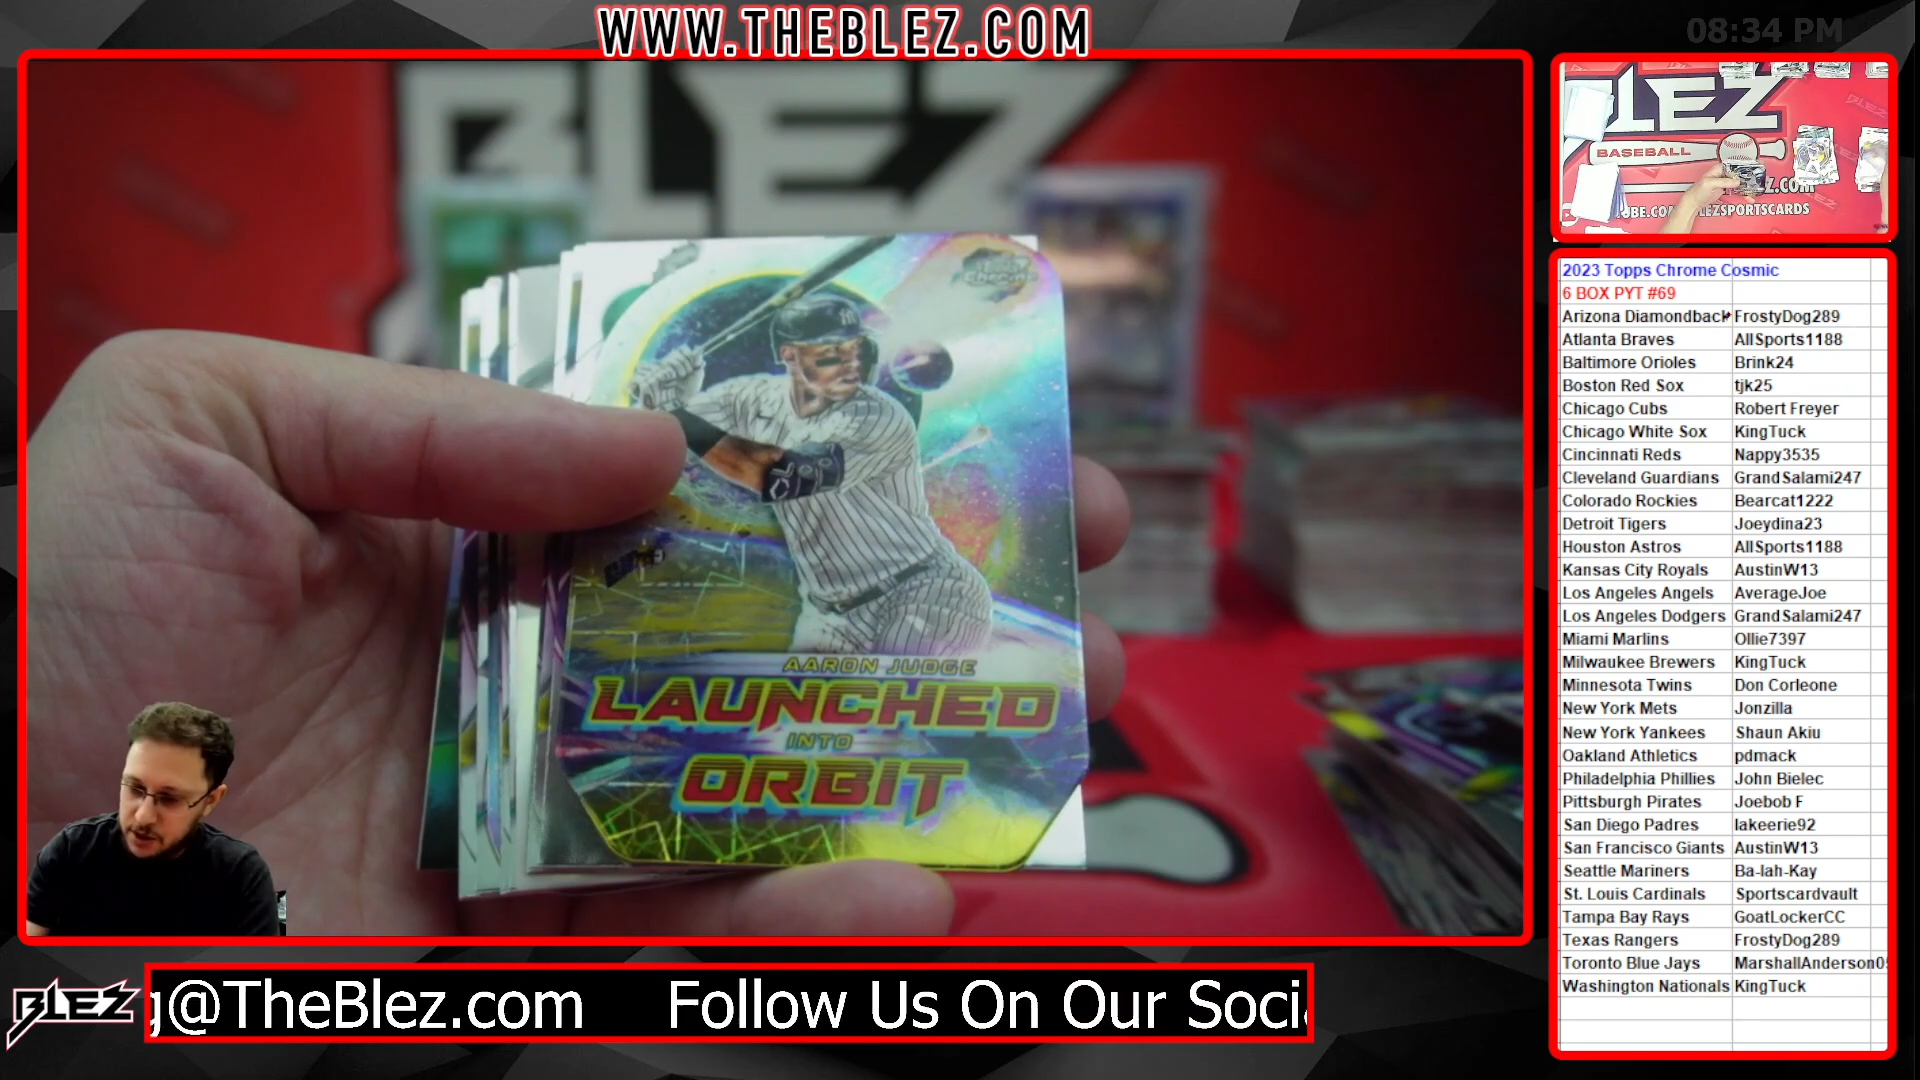 WWW.THEBLEZ.COM
08:34 PM
BLEZ
AARON JUDGE
LAUNCHED
INTO
ORBIT
BLEZ
BASEBALL
2023 Topps Chrome Cosmic
6 BOX PYT #69
Arizona Diamondback FrostyDog289
Atlanta Braves AllSports1188
Baltimore Orioles Brink24
Boston Red Sox tjk25
Chicago Cubs Robert Freyer
Chicago White Sox KingTuck
Cincinnati Reds Nappy3535
Cleveland Guardians GrandSalami247
Colorado Rockies Bearcat1222
Detroit Tigers Joeydina23
Houston Astros AllSports1188
Kansas City Royals AustinW13
Los Angeles Angels AverageJoe
Los Angeles Dodgers GrandSalami247
Miami Marlins Ollie7397
Milwaukee Brewers KingTuck
Minnesota Twins Don Corleone
New York Mets Jonzilla
New York Yankees Shaun Akiu
Oakland Athletics pdmack
Philadelphia Phillies John Bielec
Pittsburgh Pirates Joebob F
San Diego Padres lakeerie92
San Francisco Giants AustinW13
Seattle Mariners Ba-lah-Kay
St. Louis Cardinals Sportscardvault
Tampa Bay Rays GoatLockerCC
Texas Rangers FrostyDog289
Toronto Blue Jays MarshallAnderson0
Washington Nationals KingTuck
BLEZ
g@TheBlez.com Follow Us On Our Soci